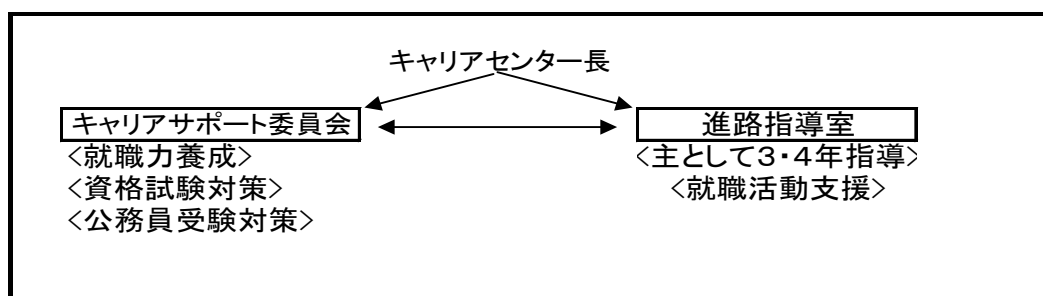 キャリアセンター長
キャリアサポート委員会
<就職力養成>
<資格試験対策>
<公務員受験対策>
進路指導室
<主として３・４年指導>
<就職活動支援>